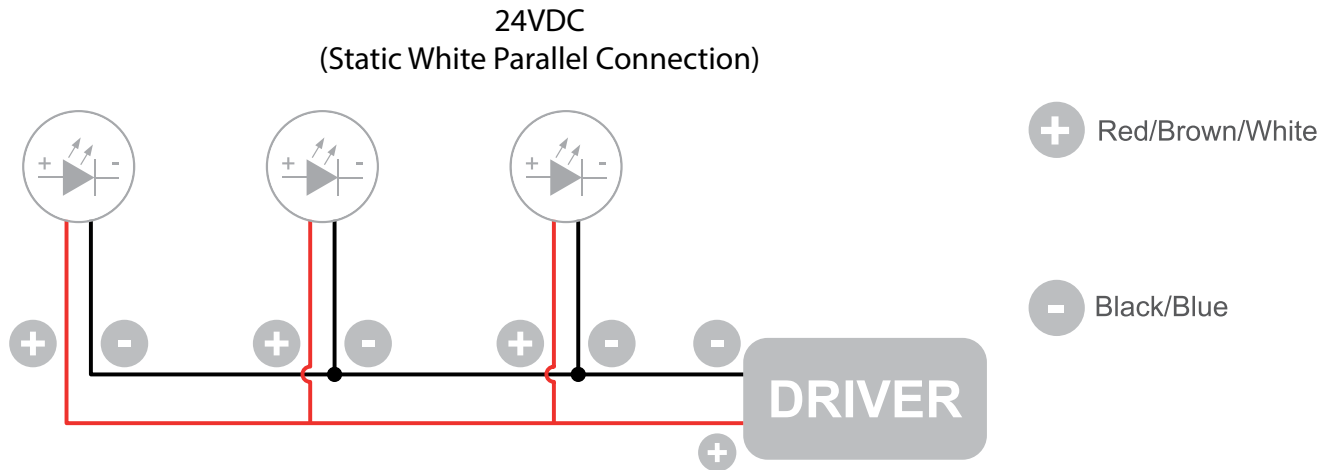 24VDC
(Static White Parallel Connection)
+ -
+ -
+ -
+ Red/Brown/White
- Black/Blue
+ -
+ -
+ -
-
DRIVER
+